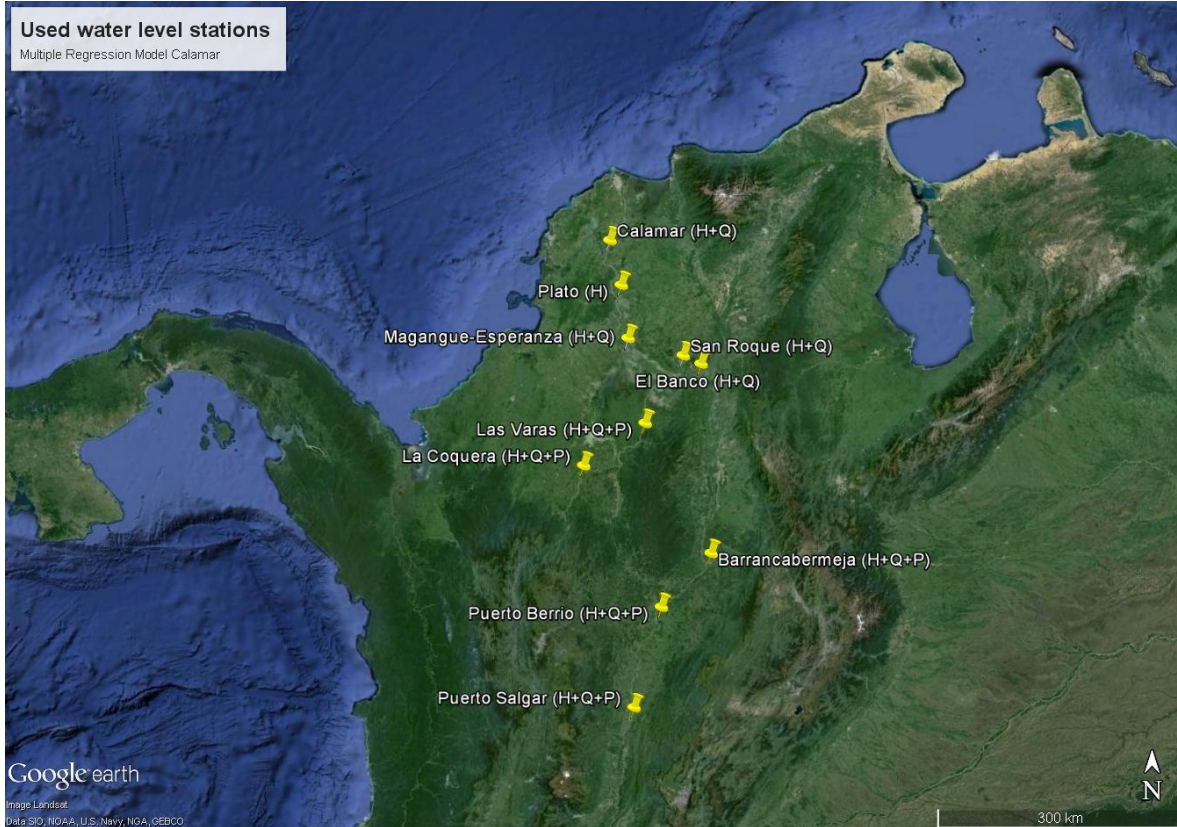 Used water level stations
Multiple Regression Model Calamar
Calamar (H+Q)
Plato (H)
Magangue-Esperanza (H+Q)
San Roque (H+Q)
El Banco (H+Q)
Las Varas (H+Q+P)
La Coquera (H+Q+P)
Barrancabermeja (H+Q+P)
Puerto Berrio (H+Q+P)
Puerto Salgar (H+Q+P)
Google earth
Image Landsat
Data SIO, NOAA, U.S. Navy, NGA, GEBCO
N
300 km